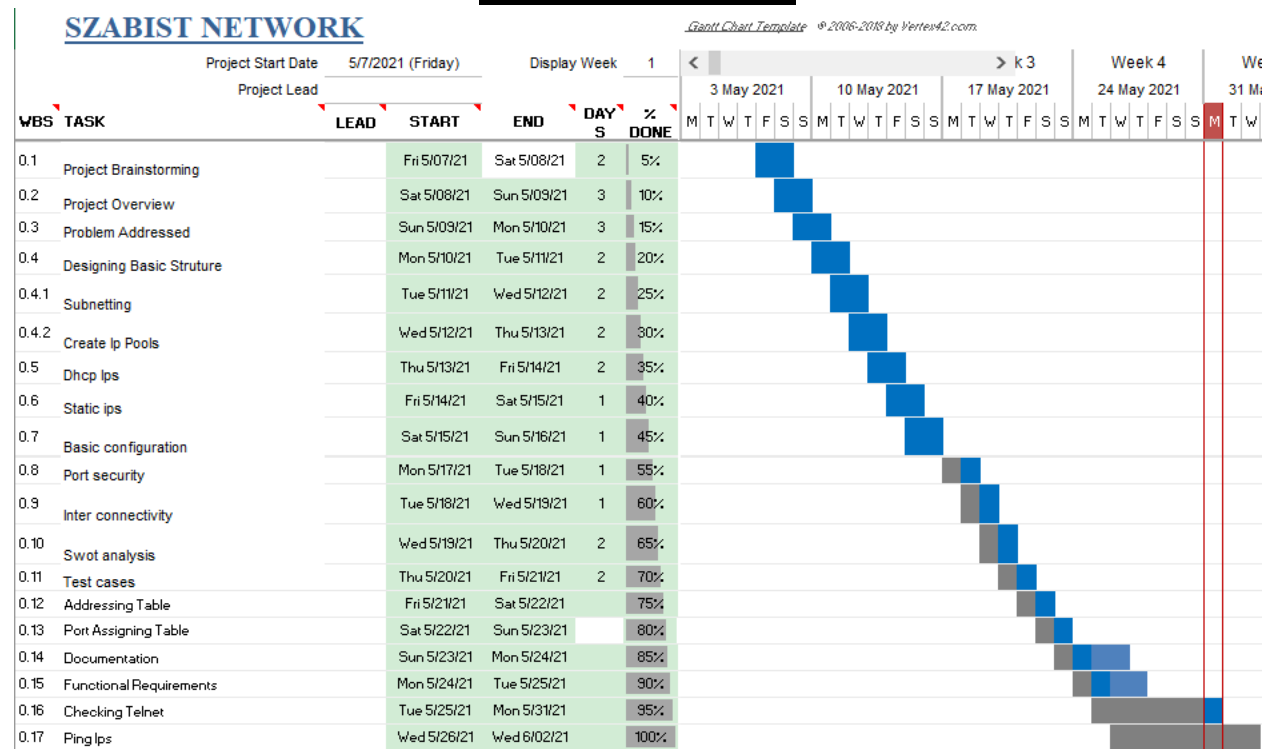 SZABIST NETWORK
Gantt Chart Template © 2006-2018 by Vertex42.com.
Project Start Date 5/7/2021 (Friday) Display Week 1 < > k 3 Week 4 We
Project Lead 3 May 2021 10 May 2021 17 May 2021 24 May 2021 31 Ma
WBS TASK LEAD START END DAYS % DONE M T W T F S S M T W T F S S M T W T F S S M T W T F S S M T W
0.1 Project Brainstorming Fri 5/07/21 Sat 5/08/21 2 5%
0.2 Project Overview Sat 5/08/21 Sun 5/09/21 3 10%
0.3 Problem Addressed Sun 5/09/21 Mon 5/10/21 3 15%
0.4 Designing Basic Struture Mon 5/10/21 Tue 5/11/21 2 20%
0.4.1 Subnetting Tue 5/11/21 Wed 5/12/21 2 25%
0.4.2 Create Ip Pools Wed 5/12/21 Thu 5/13/21 2 30%
0.5 Dhcp Ips Thu 5/13/21 Fri 5/14/21 2 35%
0.6 Static ips Fri 5/14/21 Sat 5/15/21 1 40%
0.7 Basic configuration Sat 5/15/21 Sun 5/16/21 1 45%
0.8 Port security Mon 5/17/21 Tue 5/18/21 1 55%
0.9 Inter connectivity Tue 5/18/21 Wed 5/19/21 1 60%
0.10 Swot analysis Wed 5/19/21 Thu 5/20/21 2 65%
0.11 Test cases Thu 5/20/21 Fri 5/21/21 2 70%
0.12 Addressing Table Fri 5/21/21 Sat 5/22/21 75%
0.13 Port Assigning Table Sat 5/22/21 Sun 5/23/21 80%
0.14 Documentation Sun 5/23/21 Mon 5/24/21 85%
0.15 Functional Requirements Mon 5/24/21 Tue 5/25/21 90%
0.16 Checking Telnet Tue 5/25/21 Mon 5/31/21 95%
0.17 Ping Ips Wed 5/26/21 Wed 6/02/21 100%